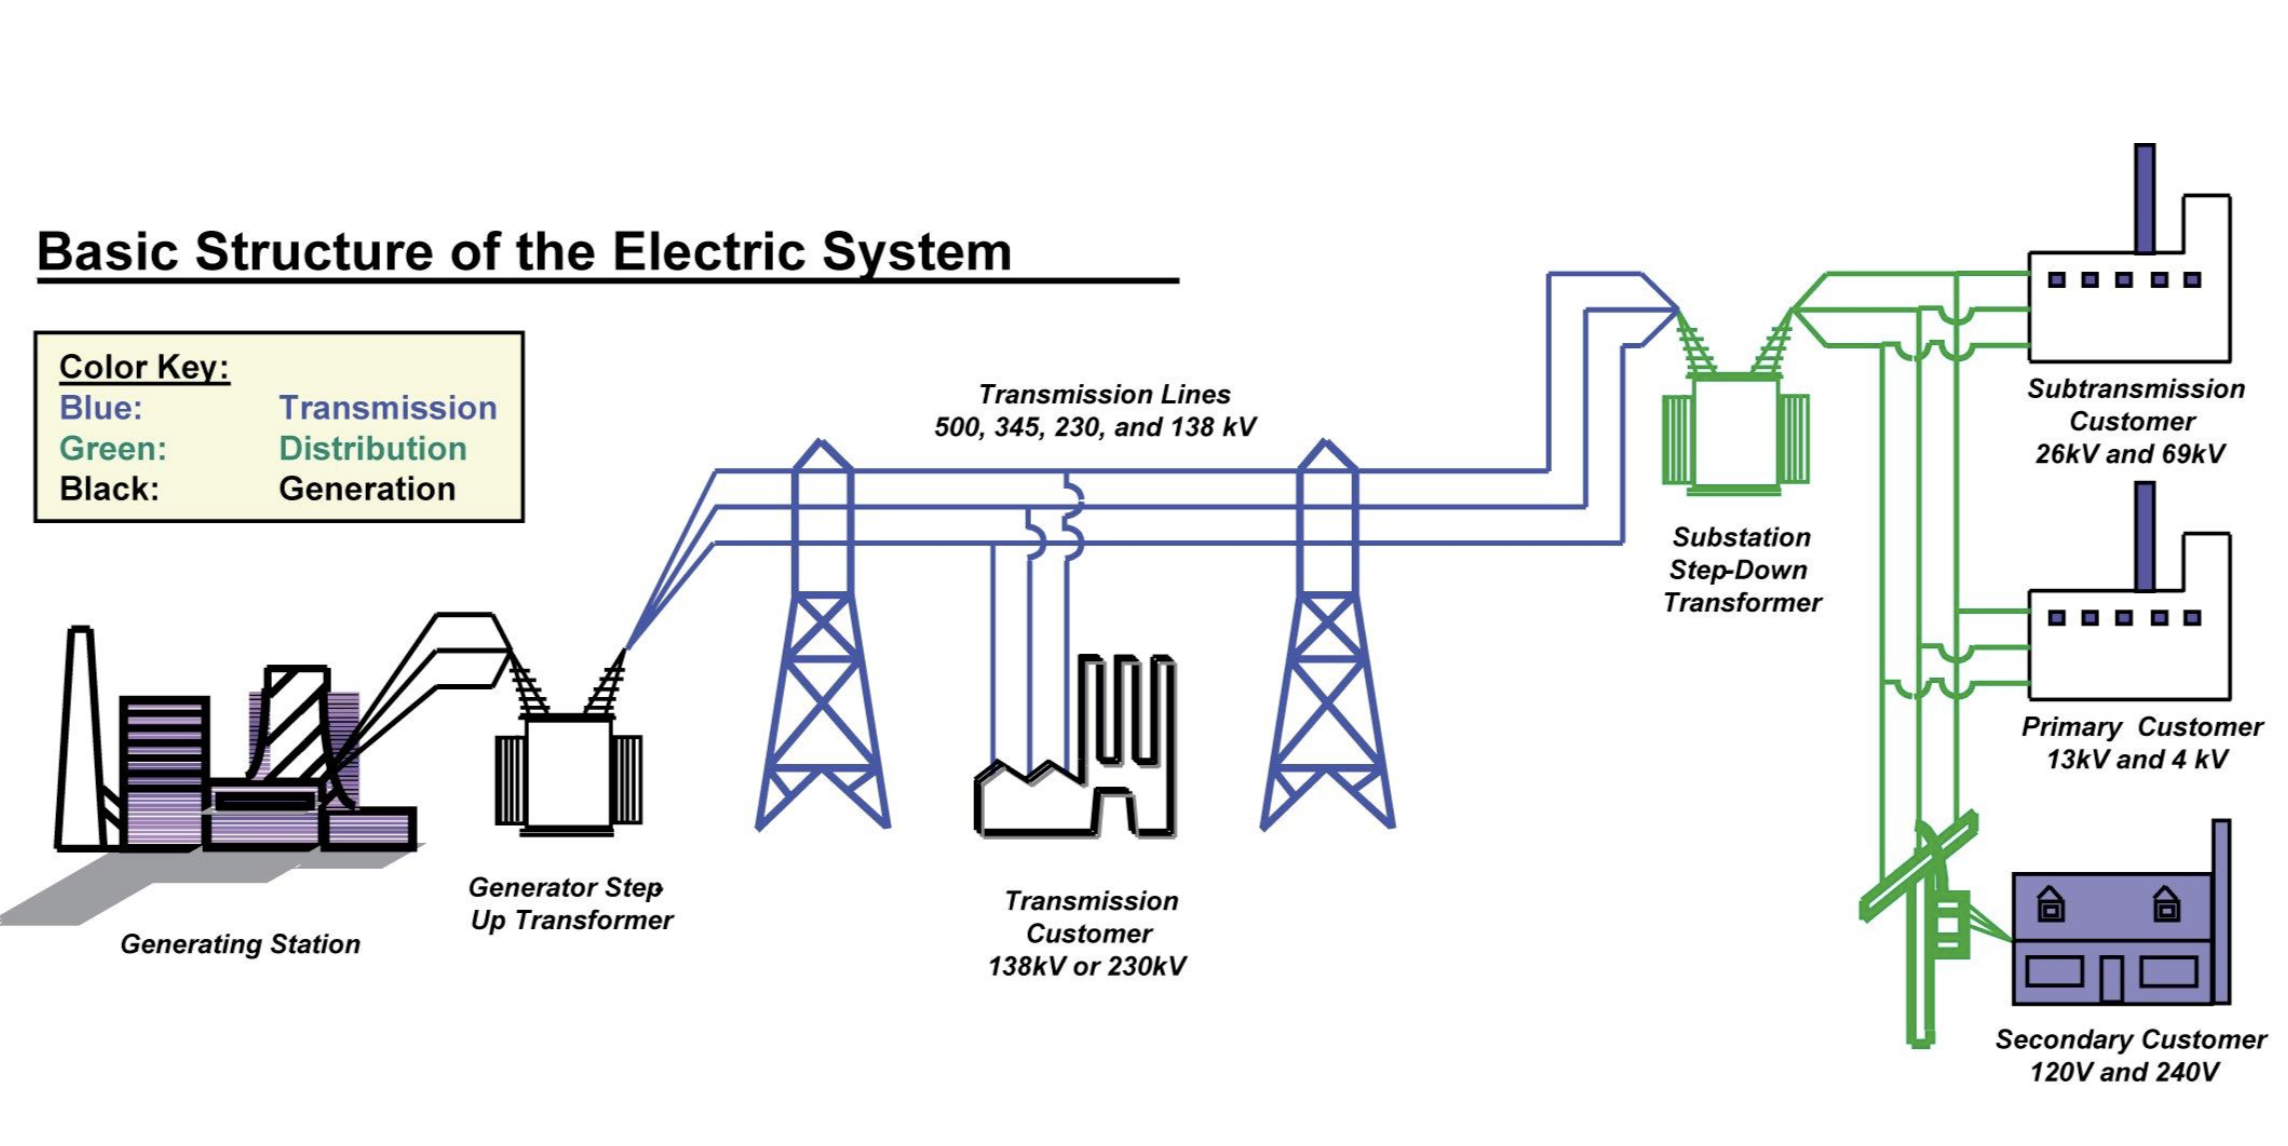 Basic Structure of the Electric System
Color Key:
Blue: Transmission
Green: Distribution
Black: Generation
Transmission Lines
500, 345, 230, and 138 kV
Subtransmission
Customer
26kV and 69kV
Substation
Step-Down
Transformer
Primary Customer
13kV and 4 kV
Generator Step
Up Transformer
Transmission
Customer
138kV or 230kV
Generating Station
Secondary Customer
120V and 240V